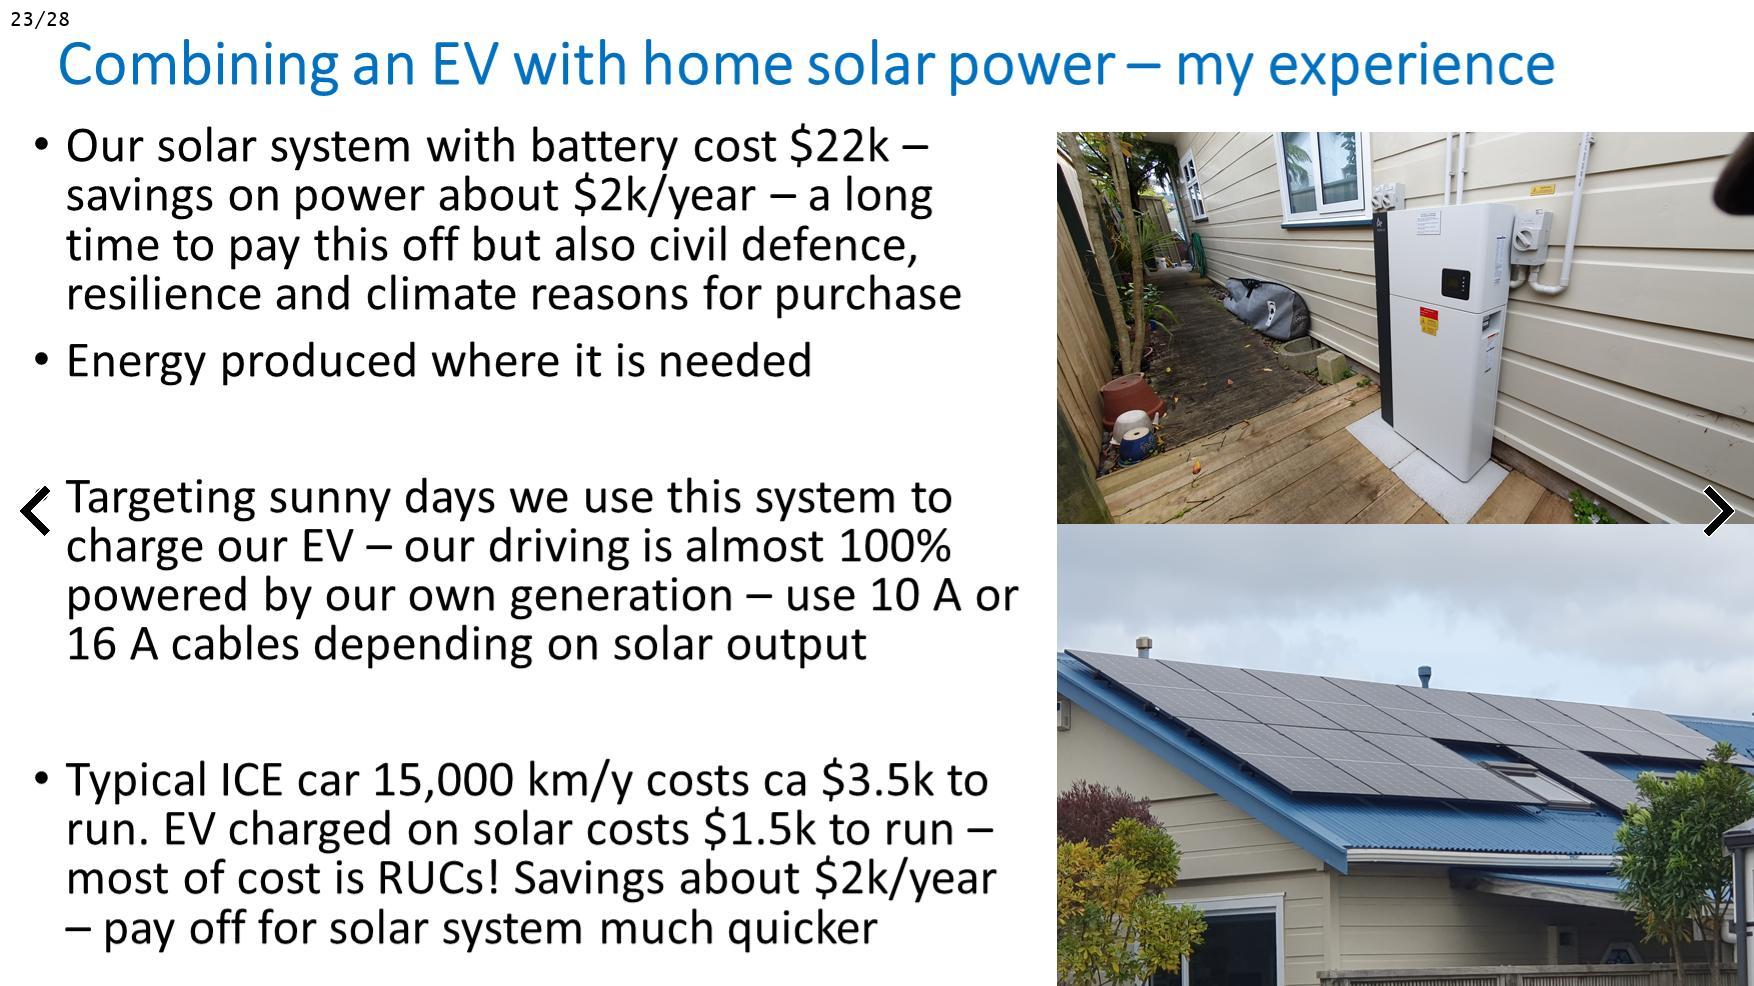 23/28
Combining an EV with home solar power – my experience
• Our solar system with battery cost $22k –
savings on power about $2k/year – a long
time to pay this off but also civil defence,
resilience and climate reasons for purchase
• Energy produced where it is needed
Targeting sunny days we use this system to
charge our EV – our driving is almost 100%
powered by our own generation – use 10 A or
16 A cables depending on solar output
• Typical ICE car 15,000 km/y costs ca $3.5k to
run. EV charged on solar costs $1.5k to run –
most of cost is RUCs! Savings about $2k/year
– pay off for solar system much quicker